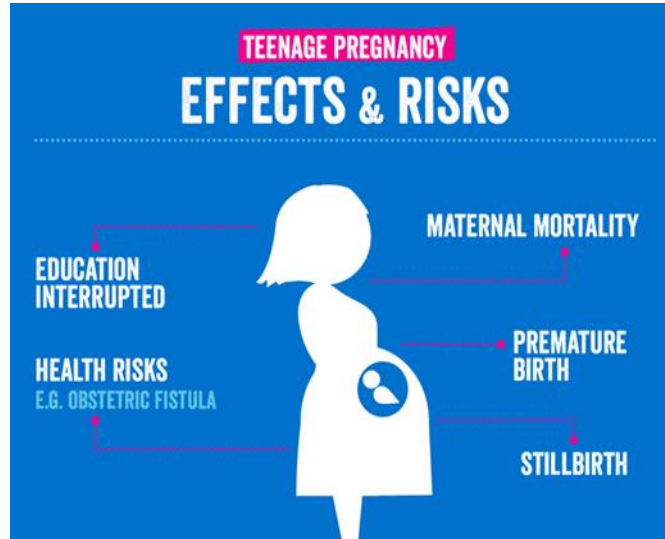 TEENAGE PREGNANCY
EFFECTS & RISKS
EDUCATION
INTERRUPTED
HEALTH RISKS
E.G. OBSTETRIC FISTULA
MATERNAL MORTALITY
PREMATURE
BIRTH
STILLBIRTH